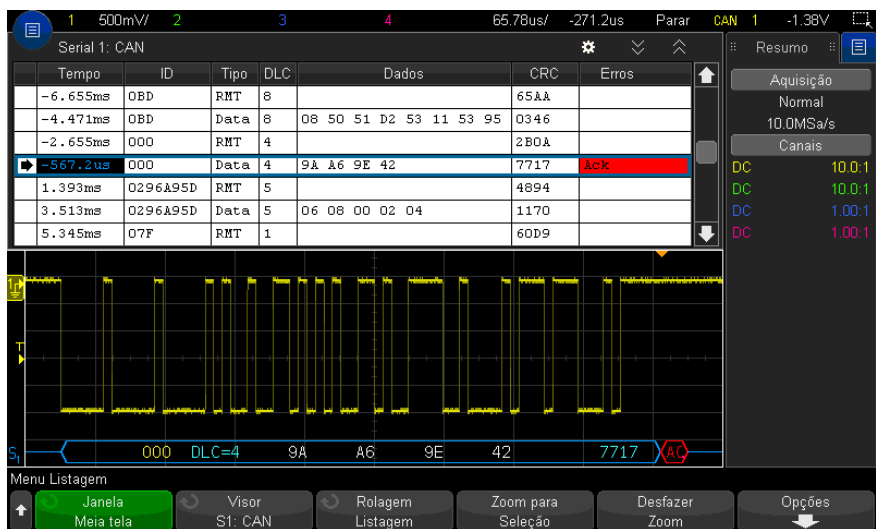 1 500mV/ 2 3 4 65.78us/ -271.2us Parar CAN 1 -1.38V
Serial 1: CAN
Tempo ID Tipo DLC Dados CRC Erros
-6.655ms 0BD RMT 8 65AA
-4.471ms 0BD Data 8 08 50 51 D2 53 11 53 95 0346
-2.655ms 000 RMT 4 2B0A
-567.2us 000 Data 4 9A A6 9E 42 7717 Ack
1.393ms 0296A95D RMT 5 4894
3.513ms 0296A95D Data 5 06 08 00 02 04 1170
5.345ms 07F RMT 1 60D9
Resumo
Aquisição
Normal
10.0MSa/s
Canais
DC 10.0:1
DC 10.0:1
DC 1.00:1
DC 1.00:1
1
T
S1 000 DLC=4 9A A6 9E 42 7717 AC
Menu Listagem
Janela
Meia tela
Visor
S1: CAN
Rolagem
Listagem
Zoom para
Seleção
Desfazer
Zoom
Opções